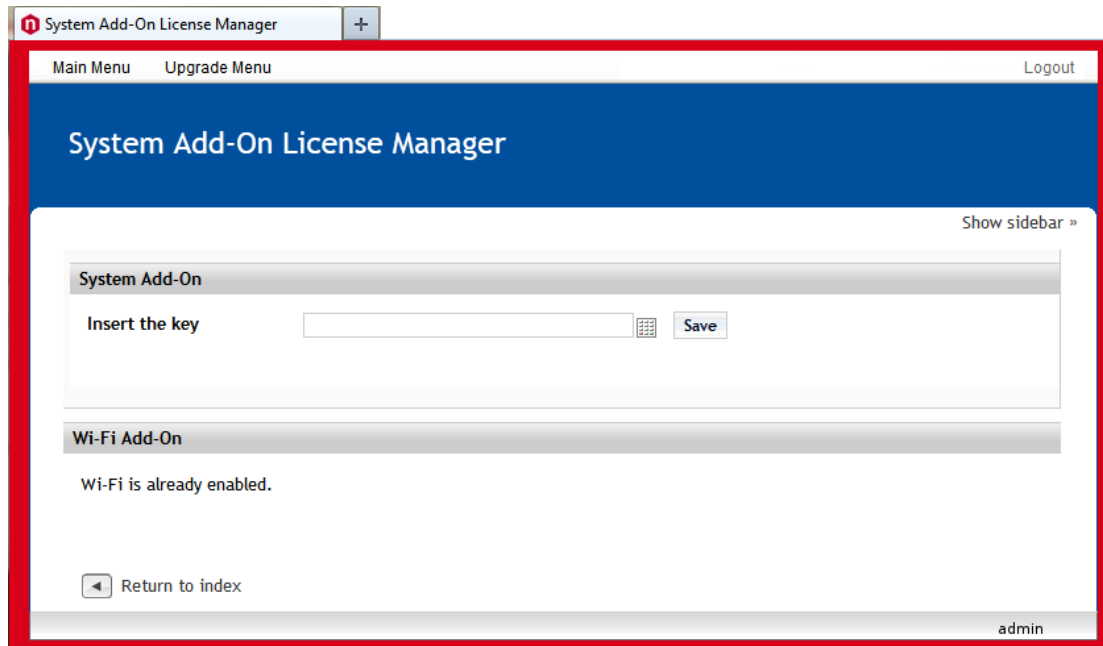 System Add-On License Manager +
Main Menu Upgrade Menu Logout
System Add-On License Manager
Show sidebar »
System Add-On
Insert the key Save
Wi-Fi Add-On
Wi-Fi is already enabled.
Return to index
admin